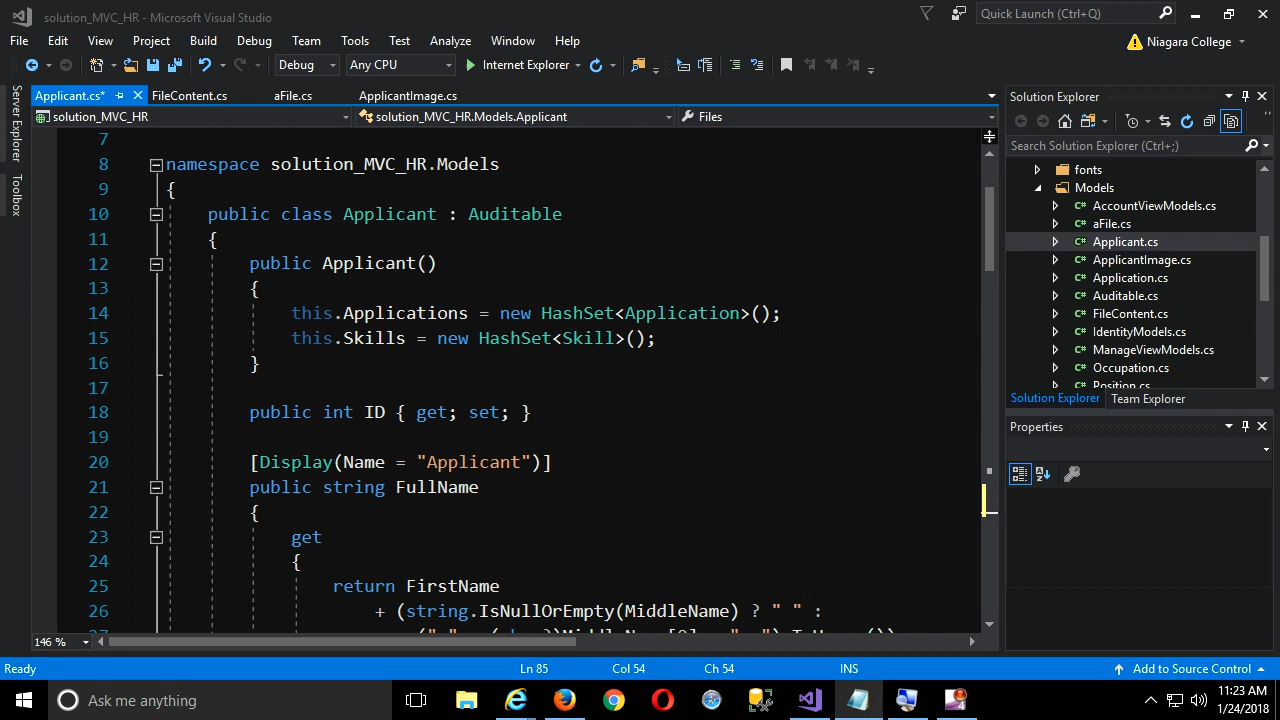 solution_MVC_HR - Microsoft Visual Studio
Quick Launch (Ctrl+Q)
File Edit View Project Build Debug Team Tools Test Analyze Window Help
Niagara College
Debug Any CPU Internet Explorer
Server Explorer
Toolbox
Applicant.cs* FileContent.cs aFile.cs ApplicantImage.cs
solution_MVC_HR solution_MVC_HR.Models.Applicant Files
7
8 namespace solution_MVC_HR.Models
9 {
10 public class Applicant : Auditable
11 {
12 public Applicant()
13 {
14 this.Applications = new HashSet<Application>();
15 this.Skills = new HashSet<Skill>();
16 }
17
18 public int ID { get; set; }
19
20 [Display(Name = "Applicant")]
21 public string FullName
22 {
23 get
24 {
25 return FirstName
26 + (string.IsNullOrEmpty(MiddleName) ? " " :
146 %
Solution Explorer
Search Solution Explorer (Ctrl+;)
fonts
Models
AccountViewModels.cs
aFile.cs
Applicant.cs
ApplicantImage.cs
Application.cs
Auditable.cs
FileContent.cs
IdentityModels.cs
ManageViewModels.cs
Occupation.cs
Position.cs
Solution Explorer Team Explorer
Properties
Ready Ln 85 Col 54 Ch 54 INS Add to Source Control
Ask me anything
11:23 AM
1/24/2018